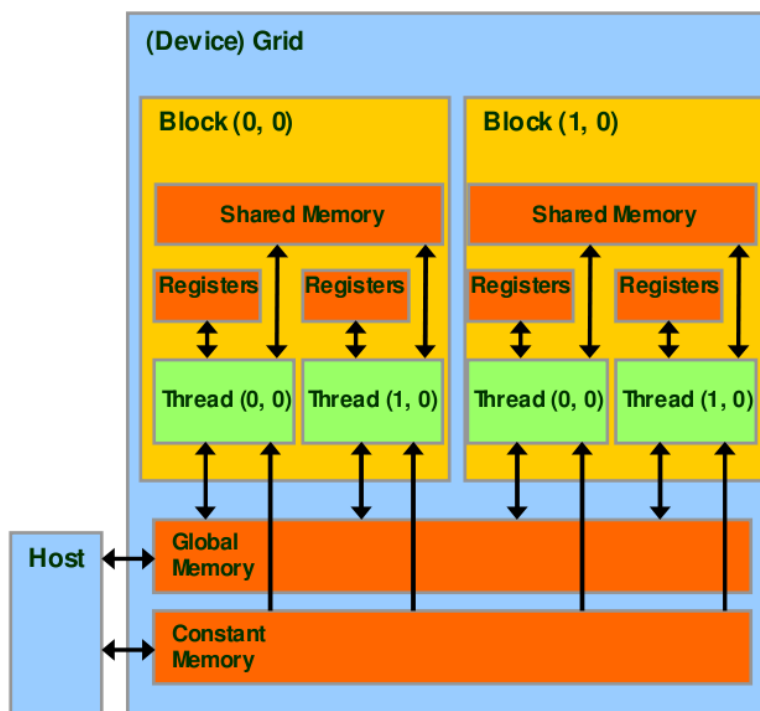 (Device) Grid
Block (0, 0)
Block (1, 0)
Shared Memory
Shared Memory
Registers
Registers
Registers
Registers
Thread (0, 0)
Thread (1, 0)
Thread (0, 0)
Thread (1, 0)
Host
Global
Memory
Constant
Memory